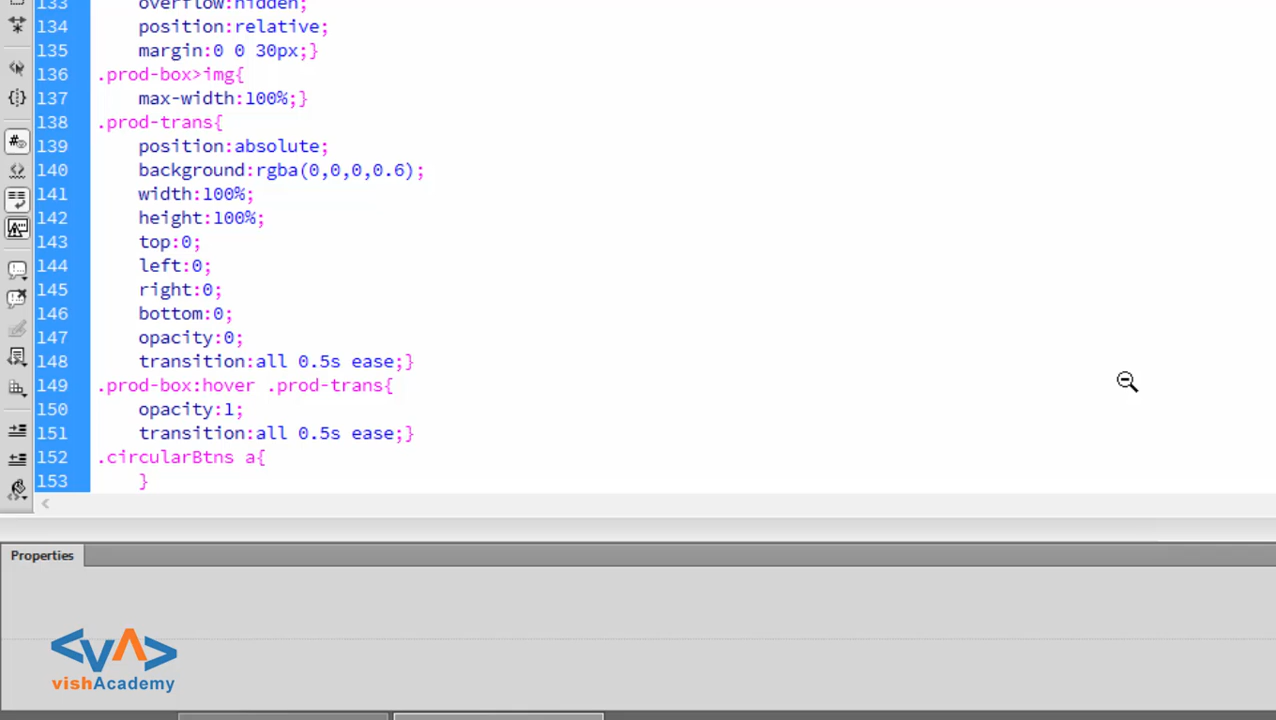 133 overflow:hidden;
134 position:relative;
135 margin:0 0 30px;}
136 .prod-box>img{
137 max-width:100%;}
138 .prod-trans{
139 position:absolute;
140 background:rgba(0,0,0,0.6);
141 width:100%;
142 height:100%;
143 top:0;
144 left:0;
145 right:0;
146 bottom:0;
147 opacity:0;
148 transition:all 0.5s ease;}
149 .prod-box:hover .prod-trans{
150 opacity:1;
151 transition:all 0.5s ease;}
152 .circularBtns a{
153 }
Properties
<VA>
vishAcademy